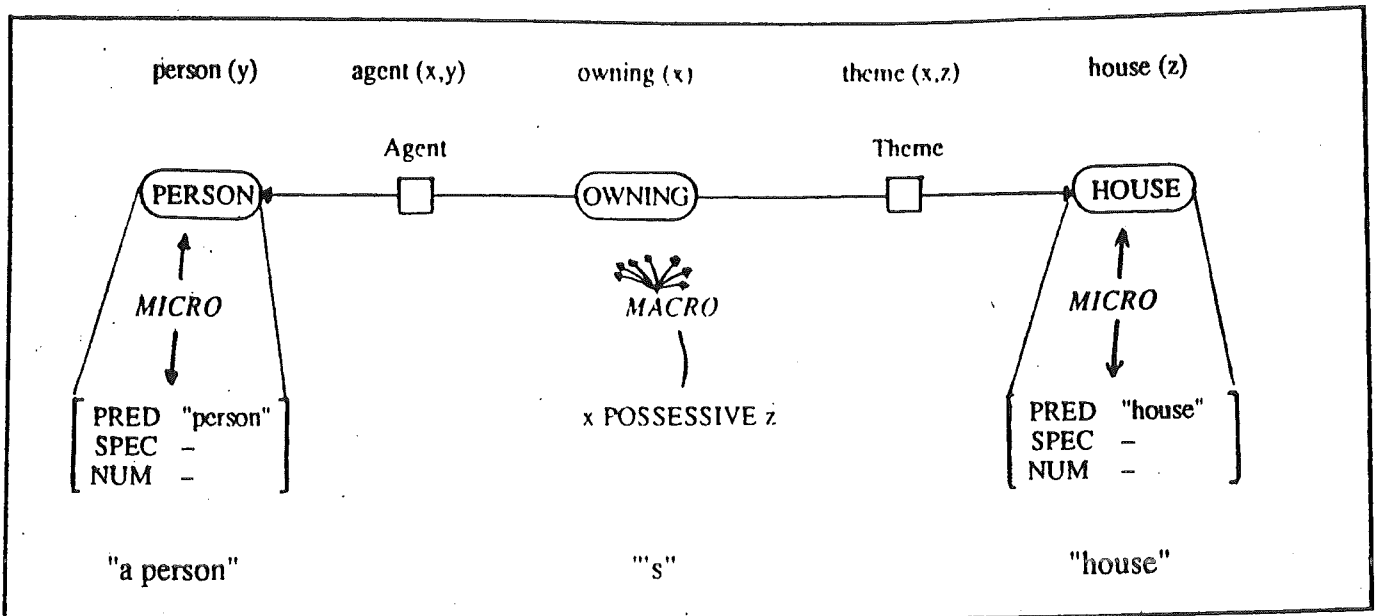 person (y) agent (x,y) owning (x) theme (x,z) house (z)
Agent Theme
PERSON OWNING HOUSE
MICRO MACRO MICRO
PRED "person" x POSSESSIVE z PRED "house"
SPEC – SPEC –
NUM – NUM –
"a person" "'s" "house"